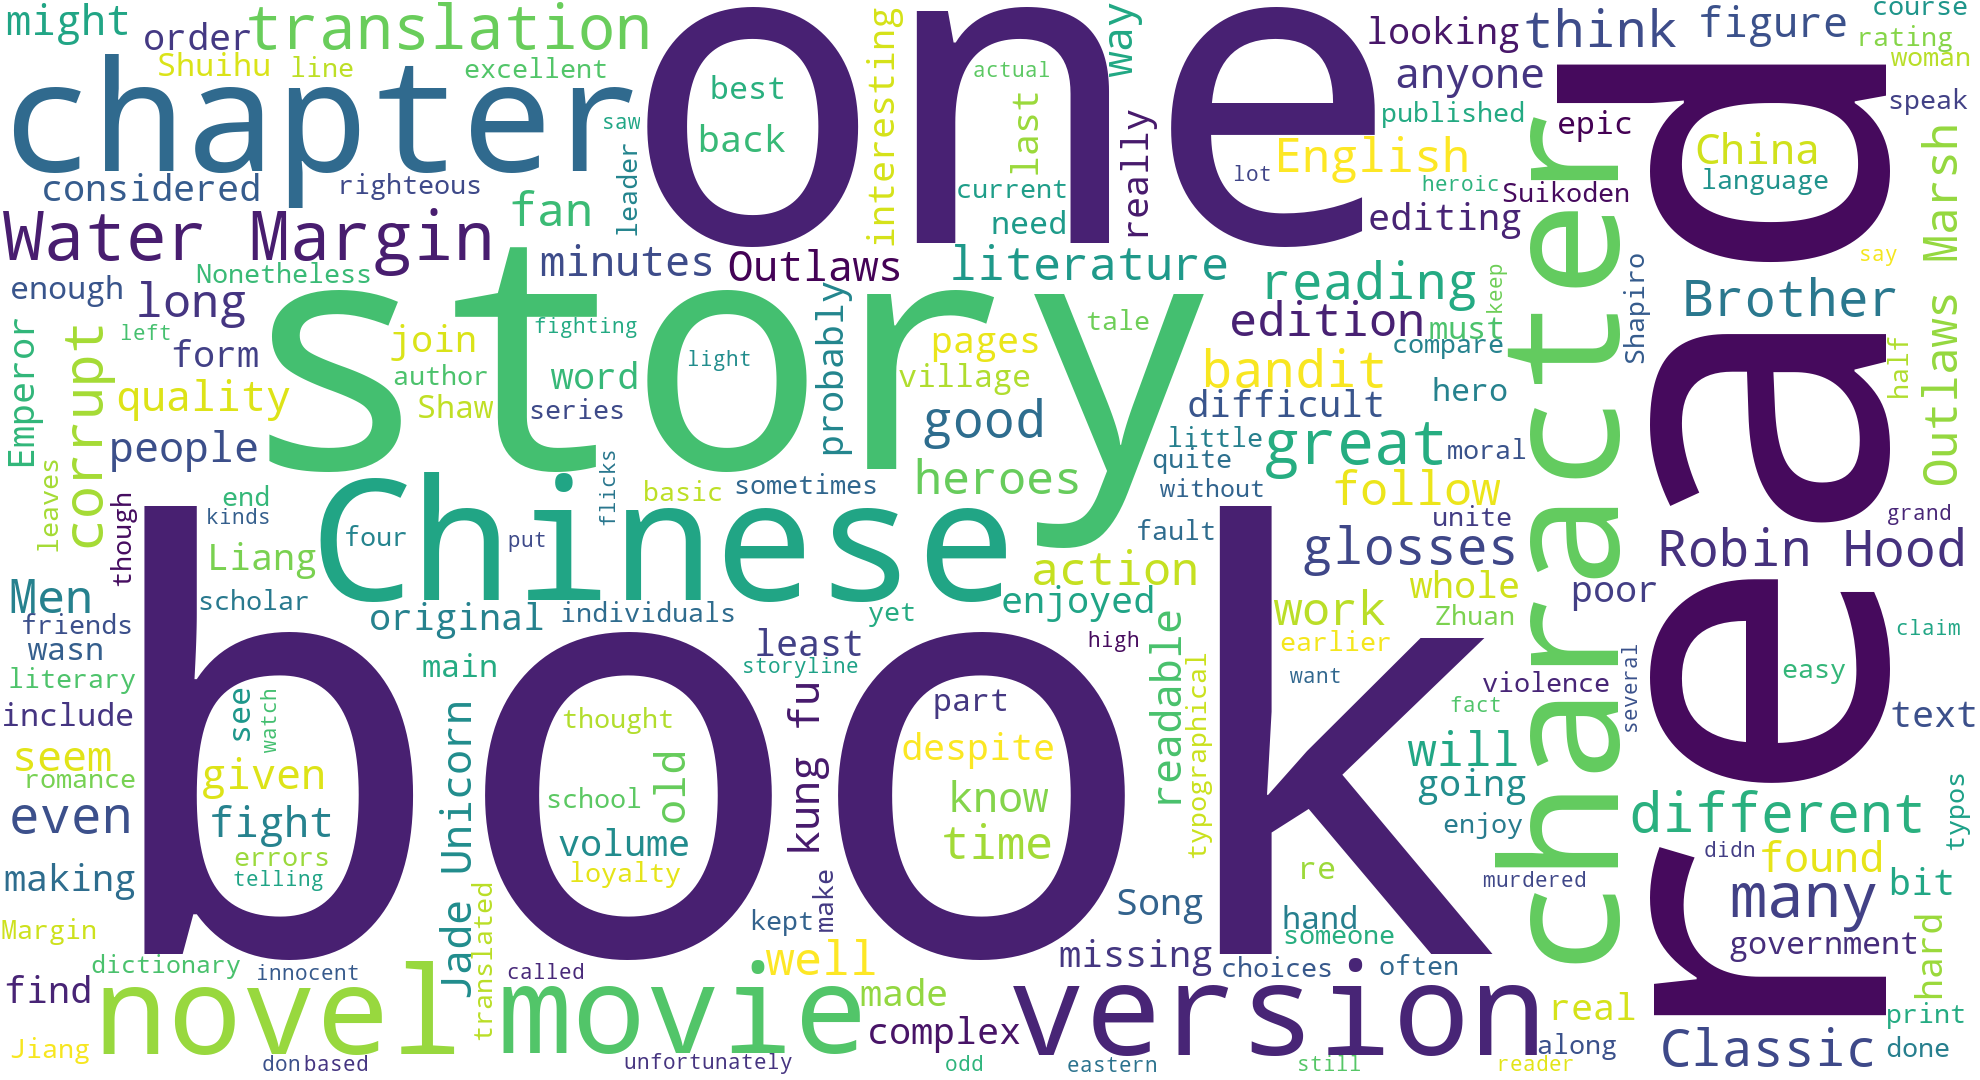 might
order
translation
one
interesting
way
looking
think
figure
course
rating
woman
Shuihu
line
excellent
chapter
best
back
actual
last
really
anyone
published
epic
speak
saw
leader
considered
righteous
current
need
lot
English
heroic
editing
Suikoden
China
language
Outlaws Marsh
Water Margin
fan
minutes
Outlaws
literature
reading
keep
Shapiro
say
Brother
read
character
Nonetheless
enough
long
story
Emperor
corrupt
left
form
join
fighting
light
probably
pages
tale
edition
must
compare
half
quality
author
word
village
bandit
hero
Shaw
series
good
difficult
people
little
great
moral
quite
leaves
end
kinds
flicks
basic
sometimes
heroes
without
follow
though
four
put
Chinese
fault
unite
grand
Liang
glosses
Robin Hood
Men
scholar
action
whole
poor
friends
original
individuals
yet
enjoyed
work
Zhuan
wasn
least
high
readable
earlier
several
claim
literary
main
storyline
typographical
want
violence
easy
include
see
watch
thought
kung fu
part
fact
text
seem
despite
will
romance
given
Jade Unicorn
school
old
know
going
different
typos
even
fight
volume
time
enjoy
book
errors
telling
loyalty
re
murdered
didn
found
making
translated
make
many
bit
Margin
kept
Song
hand
someone
government
hard
dictionary
innocent
called
well
missing
choices
often
find
novel
movie
made
version
real
print
Jiang
complex
along
Classic
done
don
based
unfortunately
odd
eastern
still
reader